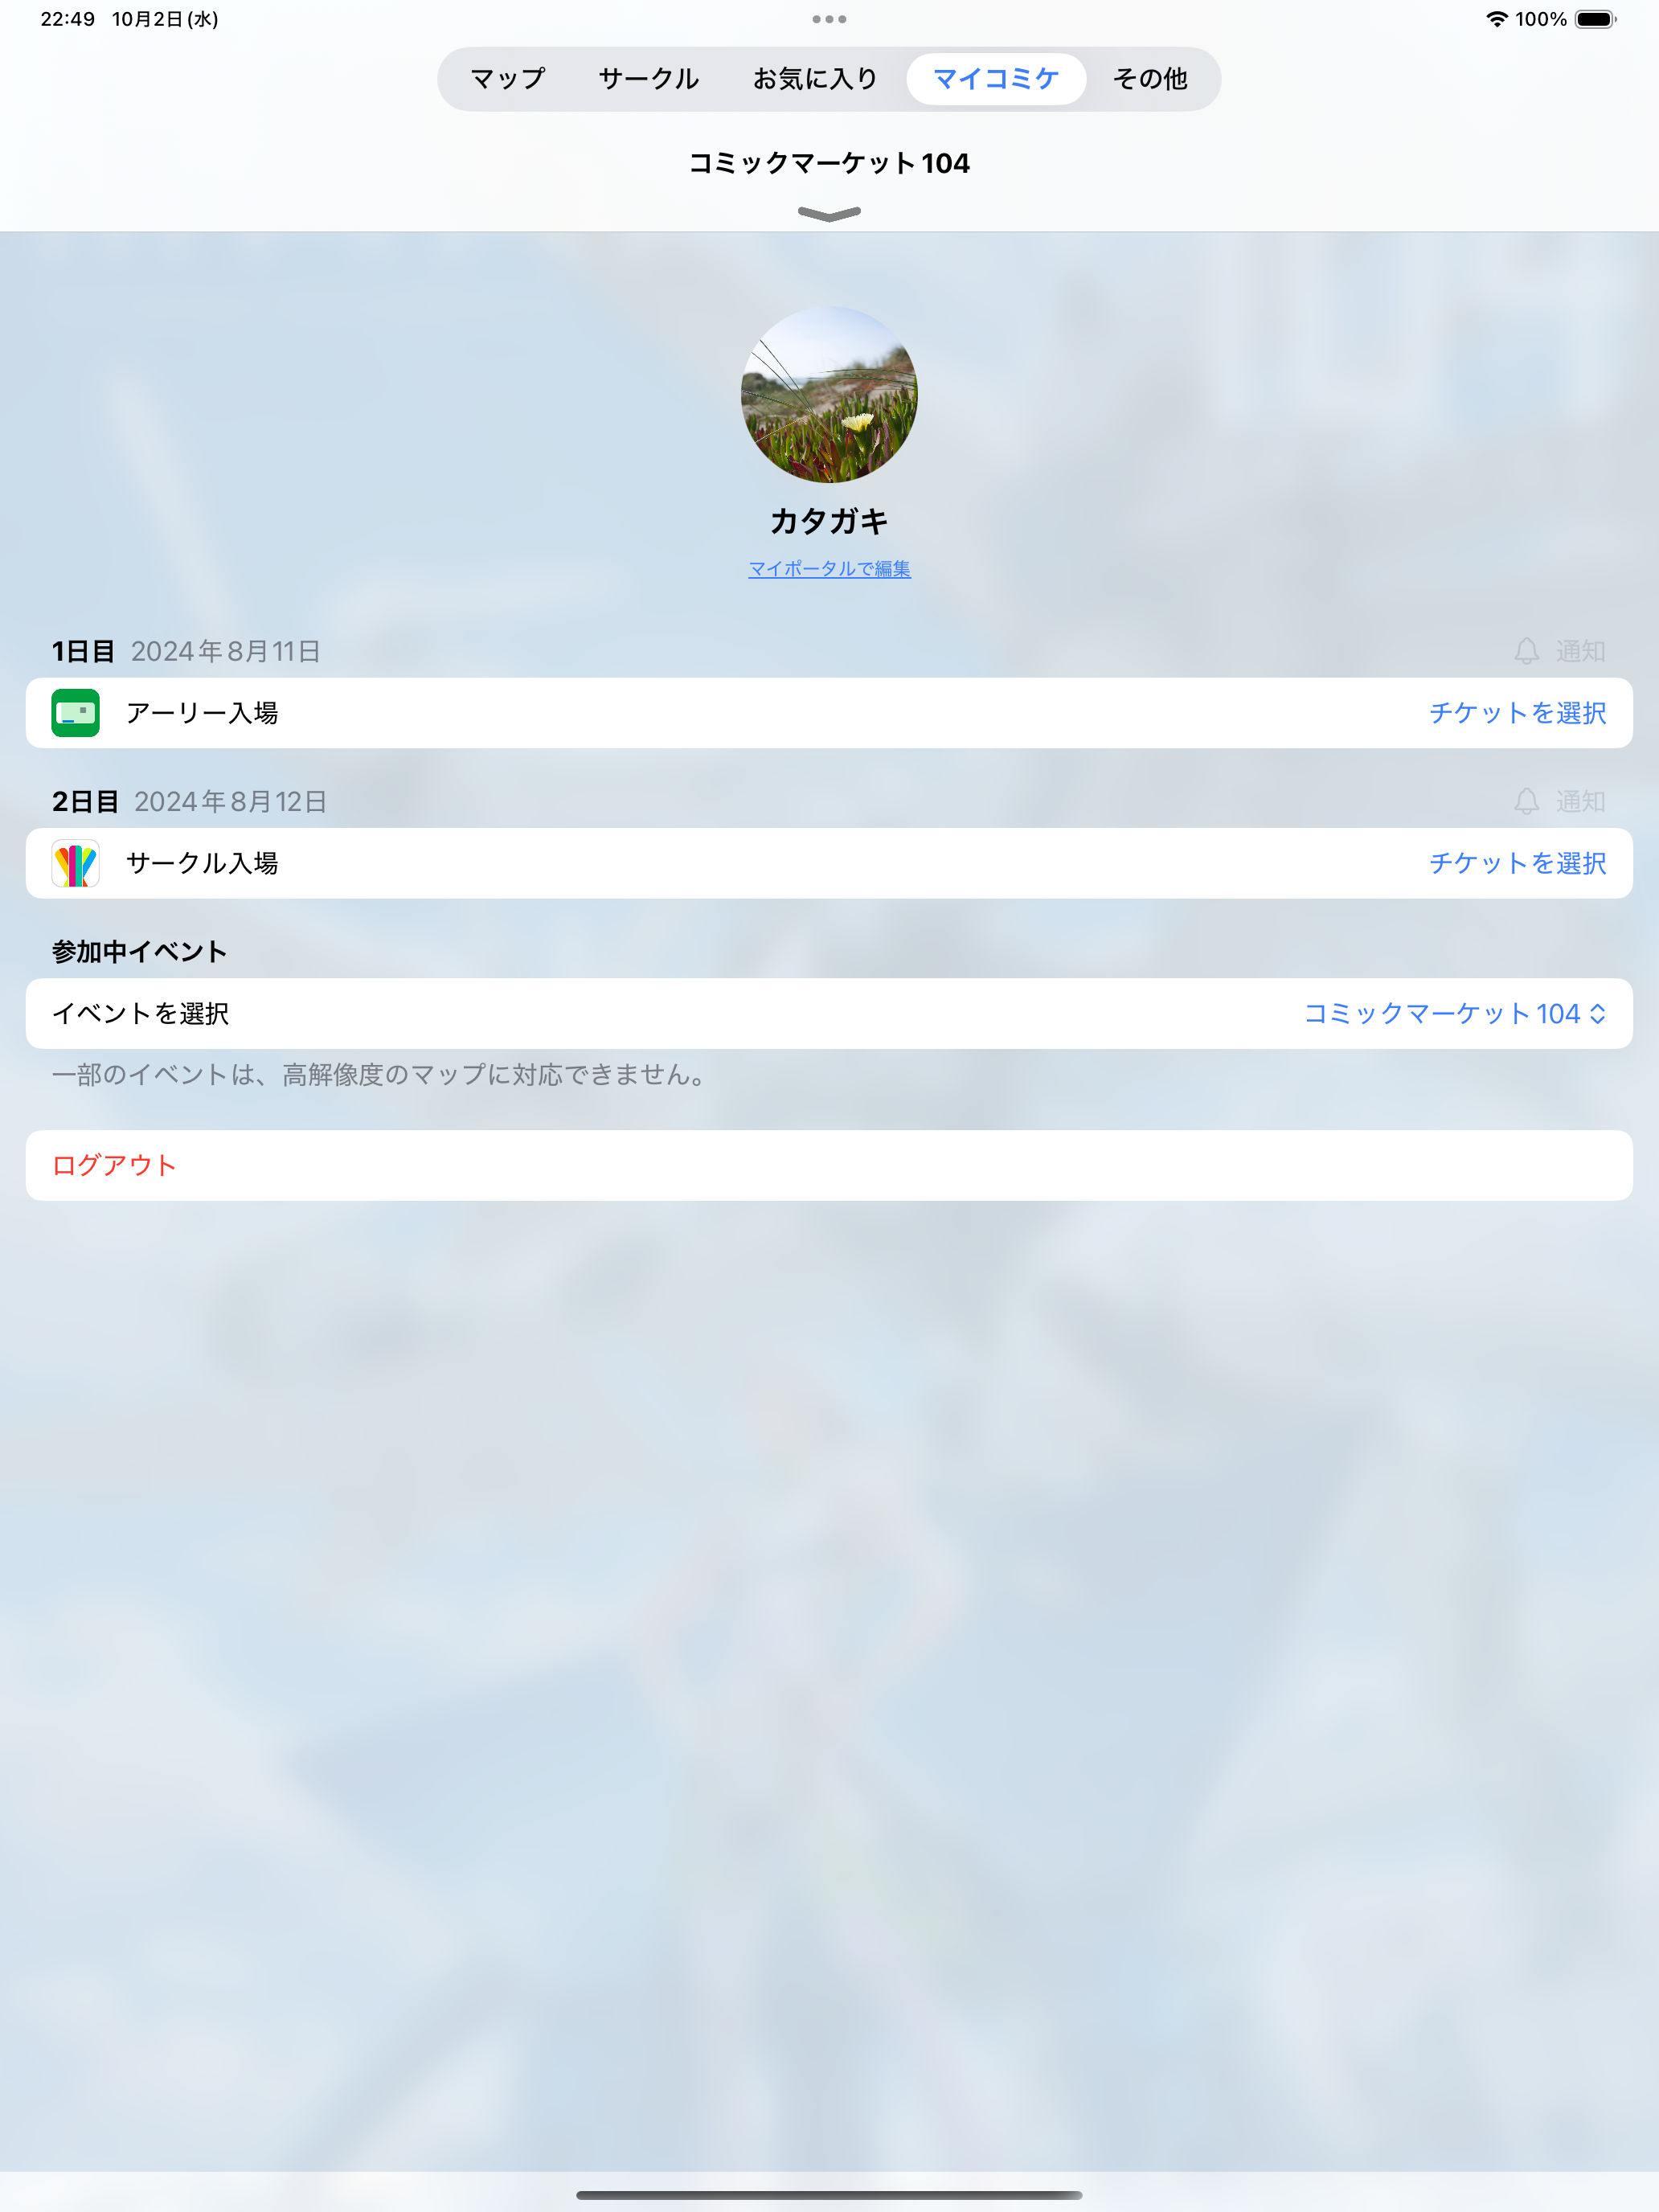 22:49 10月2日(水)
100%
マップ サークル お気に入り マイコミケ その他
コミックマーケット104
カタガキ
マイポータルで編集
1日目 2024年8月11日 通知
アーリー入場 チケットを選択
2日目 2024年8月12日 通知
サークル入場 チケットを選択
参加中イベント
イベントを選択 コミックマーケット104
一部のイベントは、高解像度のマップに対応できません。
ログアウト